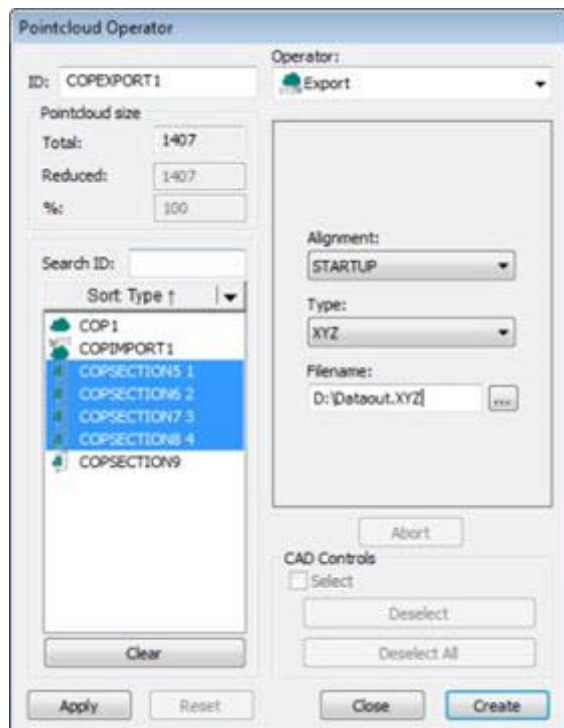 Pointcloud Operator
ID: COPEXPORT1
Operator:
Export
Pointcloud size
Total: 1407
Reduced: 1407
%: 100
Search ID:
Sort Type ↑
COP1
COPIMPORT1
COPSECTION5 1
COPSECTION6 2
COPSECTION7 3
COPSECTION8 4
COPSECTION9
Clear
Alignment:
STARTUP
Type:
XYZ
Filename:
D:\Dataout.XYZ
...
Abort
CAD Controls
Select
Deselect
Deselect All
Apply
Reset
Close
Create